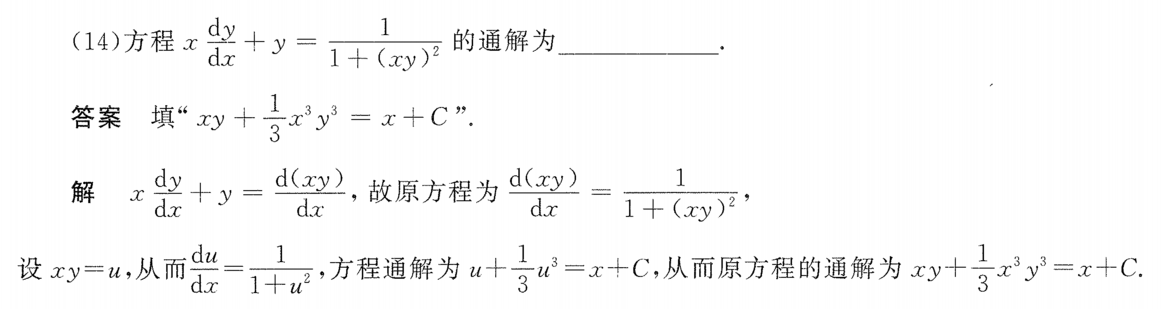 (14)方程 x dy/dx + y = 1/(1+(xy)²) 的通解为__________.
答案 填“ xy + 1/3 x³y³ = x + C ”.
解 x dy/dx + y = d(xy)/dx, 故原方程为 d(xy)/dx = 1/(1+(xy)²),
设 xy=u,从而 du/dx = 1/(1+u²),方程通解为 u + 1/3 u³ = x+C,从而原方程的通解为 xy + 1/3 x³y³ = x+C.